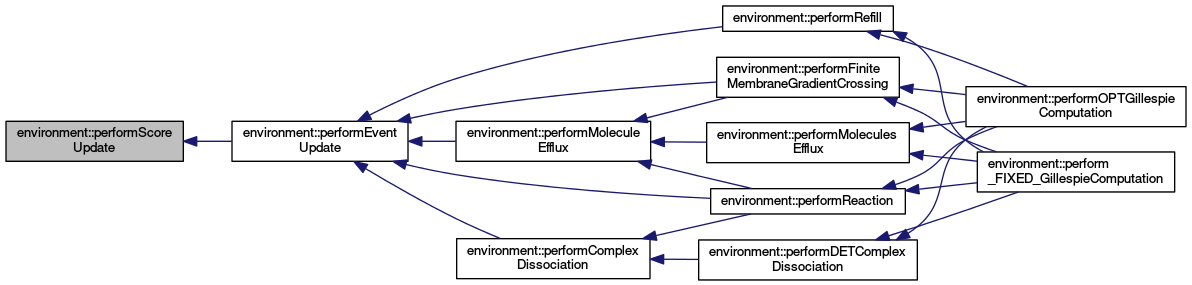 environment::performScore
Update
environment::performEvent
Update
environment::performRefill
environment::performFinite
MembraneGradientCrossing
environment::performMolecule
Efflux
environment::performMolecules
Efflux
environment::performReaction
environment::performComplex
Dissociation
environment::performDETComplex
Dissociation
environment::performOPTGillespie
Computation
environment::perform
_FIXED_GillespieComputation